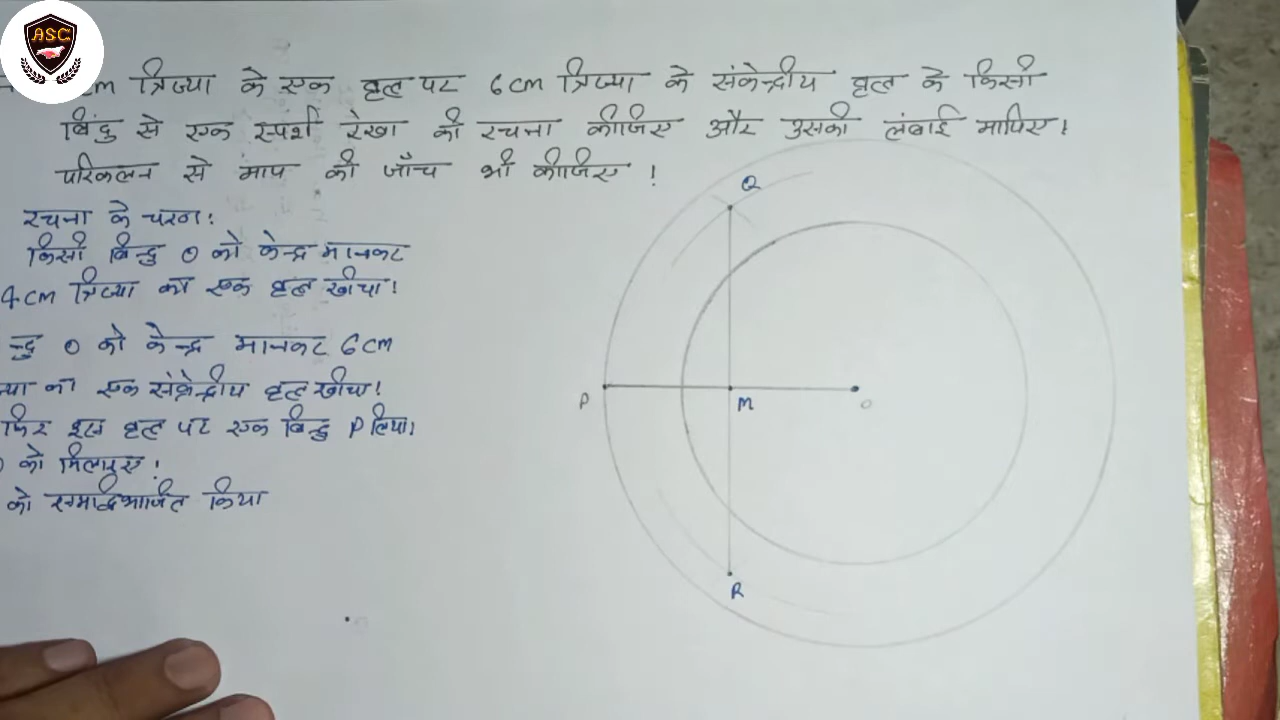 ASC
cm त्रिज्या के एक वृत्त पर 6cm त्रिज्या के संकेन्द्रीय वृत्त के किसी
बिंदु से एक स्पर्श रेखा की रचना कीजिए और उसकी लंबाई मापिए।
परिकलन से माप की जाँच भी कीजिए !
रचना के चरण:
किसी बिन्दु O को केन्द्र मानकर
4cm त्रिज्या का एक वृत्त खींचा।
न्दु O को केन्द्र मानकर 6cm
ज्या का एक संकेन्द्रीय वृत्त खींचा।
फिर इस वृत्त पर एक बिन्दु P लिया।
को मिलाए !
को समद्विभाजित किया
Q
P
M
O
R